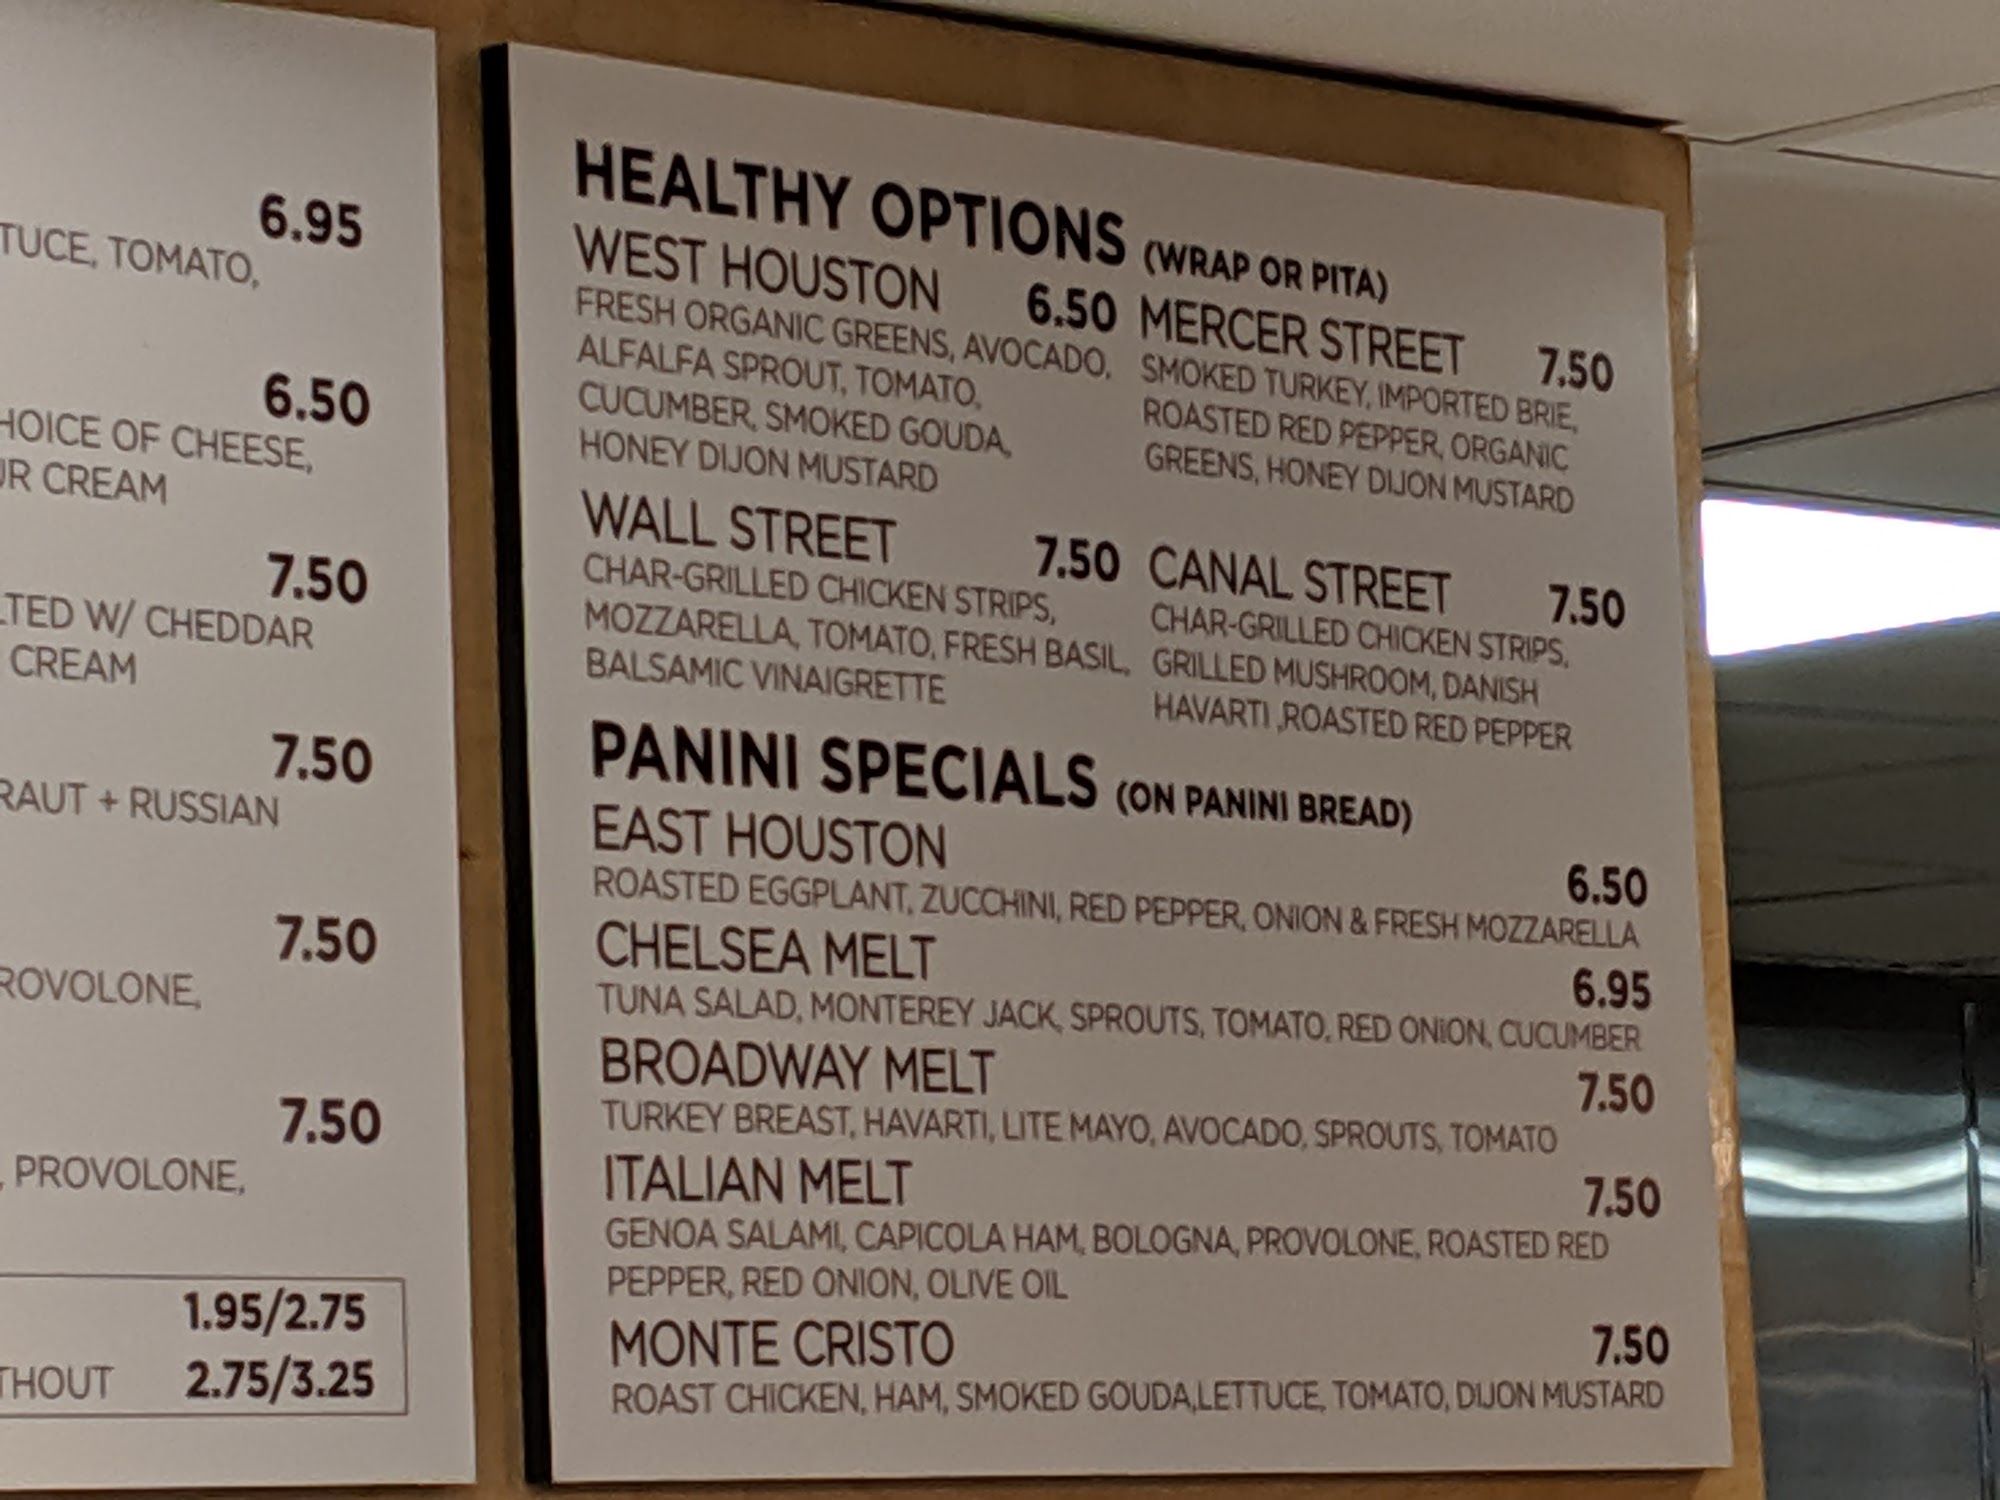 6.95
TUCE, TOMATO,
6.50
HOICE OF CHEESE,
UR CREAM
7.50
LTED W/ CHEDDAR
CREAM
7.50
RAUT + RUSSIAN
7.50
ROVOLONE,
7.50
, PROVOLONE,
1.95/2.75
THOUT 2.75/3.25
HEALTHY OPTIONS (WRAP OR PITA)
WEST HOUSTON 6.50
FRESH ORGANIC GREENS, AVOCADO,
ALFALFA SPROUT, TOMATO,
CUCUMBER, SMOKED GOUDA,
HONEY DIJON MUSTARD
MERCER STREET 7.50
SMOKED TURKEY, IMPORTED BRIE,
ROASTED RED PEPPER, ORGANIC
GREENS, HONEY DIJON MUSTARD
WALL STREET 7.50
CHAR-GRILLED CHICKEN STRIPS,
MOZZARELLA, TOMATO, FRESH BASIL,
BALSAMIC VINAIGRETTE
CANAL STREET 7.50
CHAR-GRILLED CHICKEN STRIPS,
GRILLED MUSHROOM, DANISH
HAVARTI ,ROASTED RED PEPPER
PANINI SPECIALS (ON PANINI BREAD)
EAST HOUSTON 6.50
ROASTED EGGPLANT, ZUCCHINI, RED PEPPER, ONION & FRESH MOZZARELLA
CHELSEA MELT 6.95
TUNA SALAD, MONTEREY JACK, SPROUTS, TOMATO, RED ONION, CUCUMBER
BROADWAY MELT 7.50
TURKEY BREAST, HAVARTI, LITE MAYO, AVOCADO, SPROUTS, TOMATO
ITALIAN MELT 7.50
GENOA SALAMI, CAPICOLA HAM, BOLOGNA, PROVOLONE, ROASTED RED
PEPPER, RED ONION, OLIVE OIL
MONTE CRISTO 7.50
ROAST CHICKEN, HAM, SMOKED GOUDA,LETTUCE, TOMATO, DIJON MUSTARD